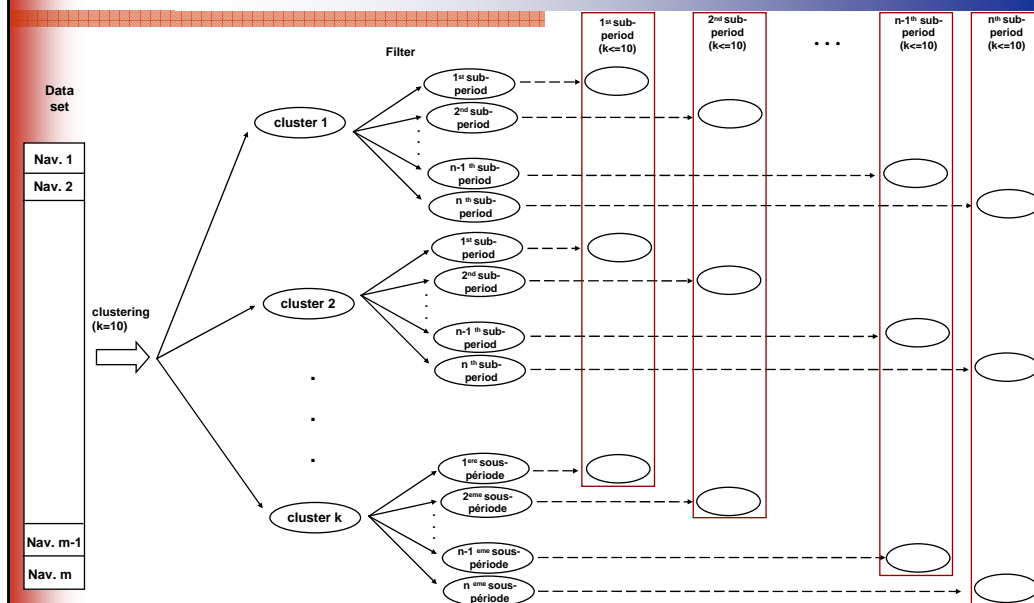 1st sub-
period
(k<=10)
2nd sub-
period
(k<=10)
...
n-1th sub-
period
(k<=10)
nth sub-
period
(k<=10)
Filter
Data
set
Nav. 1
Nav. 2
Nav. m-1
Nav. m
clustering
(k=10)
cluster 1
1st sub-
period
2nd sub-
period
n-1 th sub-
period
n th sub-
period
cluster 2
1st sub-
period
2nd sub-
period
n-1 th sub-
period
n th sub-
period
cluster k
1ere sous-
période
2eme sous-
période
n-1 eme sous-
période
n eme sous-
période